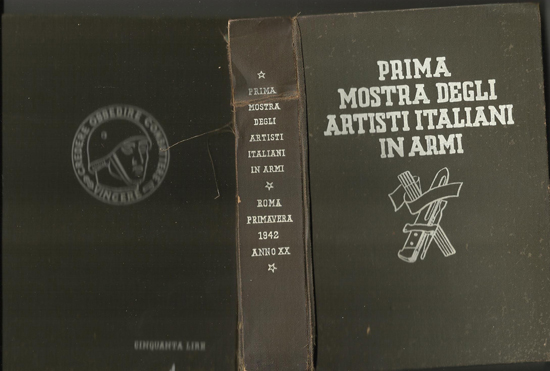 CREDERE OBBEDIRE COMBATTERE
VINCERE
CINQUANTA LIRE
PRIMA
MOSTRA
DEGLI
ARTISTI
ITALIANI
IN ARMI
ROMA
PRIMAVERA
1942
ANNO XX
PRIMA
MOSTRA DEGLI
ARTISTI ITALIANI
IN ARMI